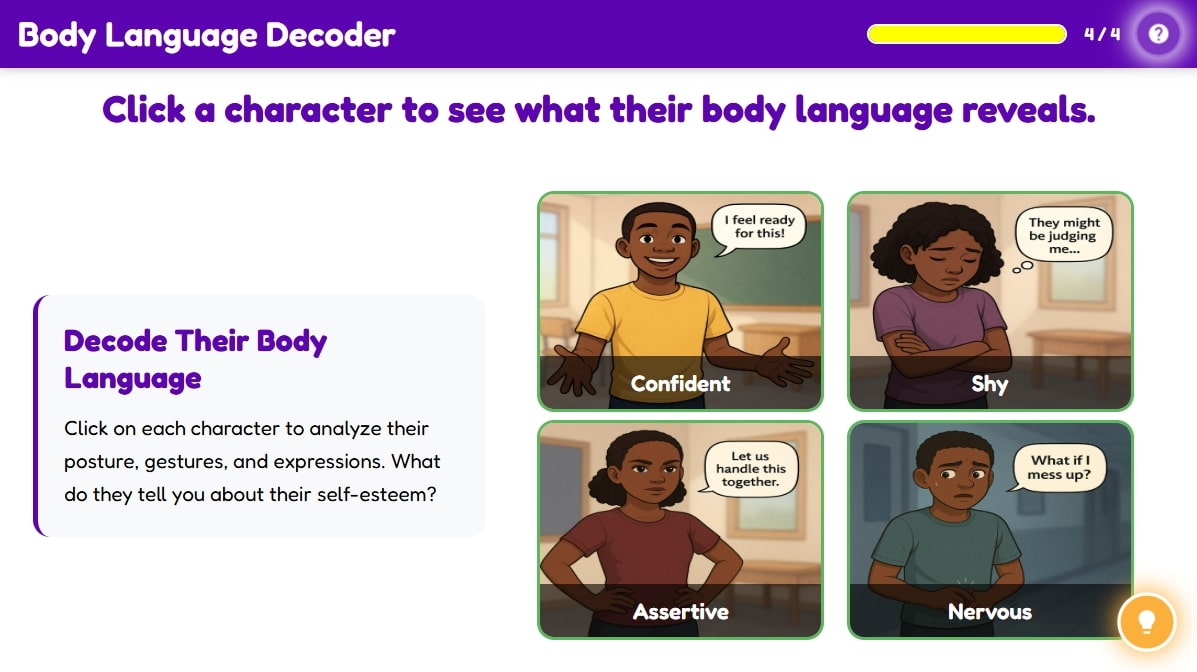 Body Language Decoder
4/4
?
Click a character to see what their body language reveals.
Decode Their Body
Language
Click on each character to analyze their
posture, gestures, and expressions. What
do they tell you about their self-esteem?
I feel ready
for this!
Confident
They might
be judging
me...
Shy
Let us
handle this
together.
Assertive
What if I
mess up?
Nervous